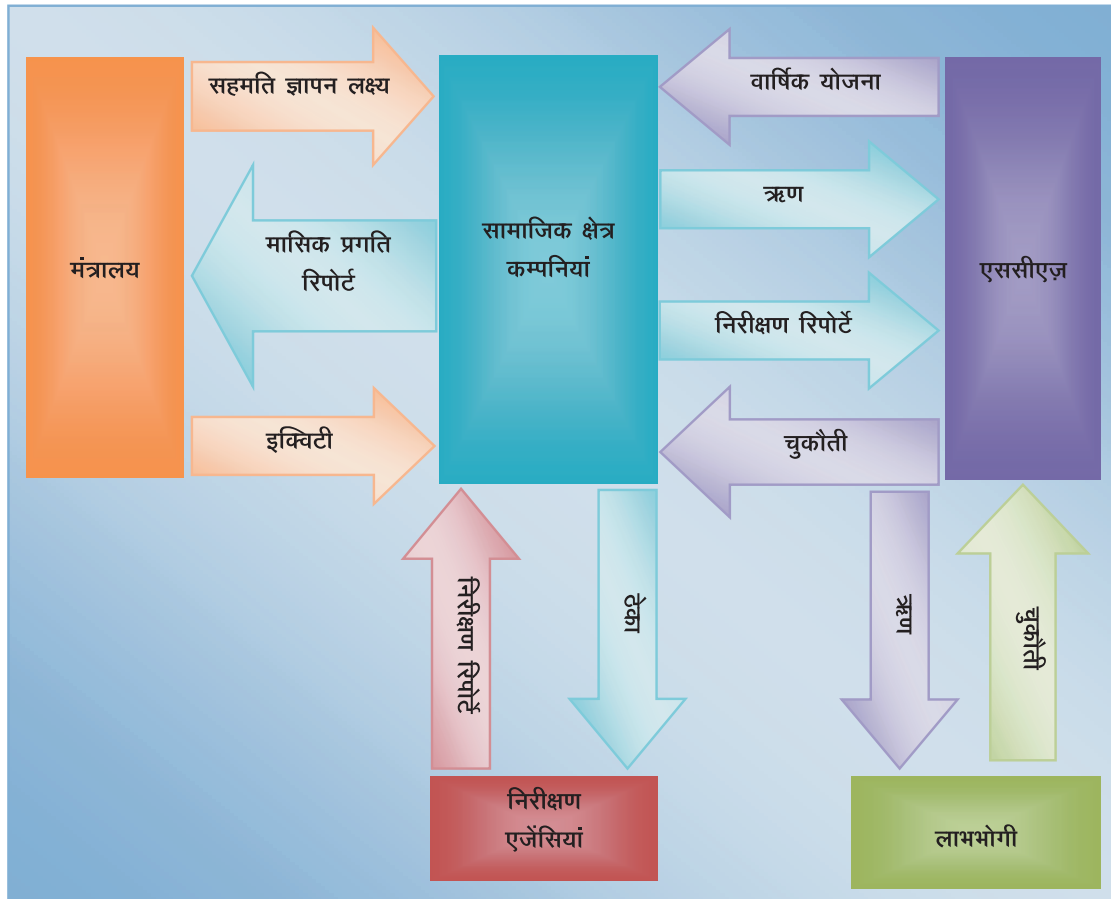 सहमति ज्ञापन लक्ष्य
वार्षिक योजना
ऋण
सामाजिक क्षेत्र
कम्पनियां
मासिक प्रगति
रिपोर्ट
मंत्रालय
एससीएज़
निरीक्षण रिपोर्टे
इक्विटी
चुकौती
निरीक्षण रिपोर्टें
ठेका
ऋण
चुकौती
निरीक्षण
एजेंसियां
लाभभोगी